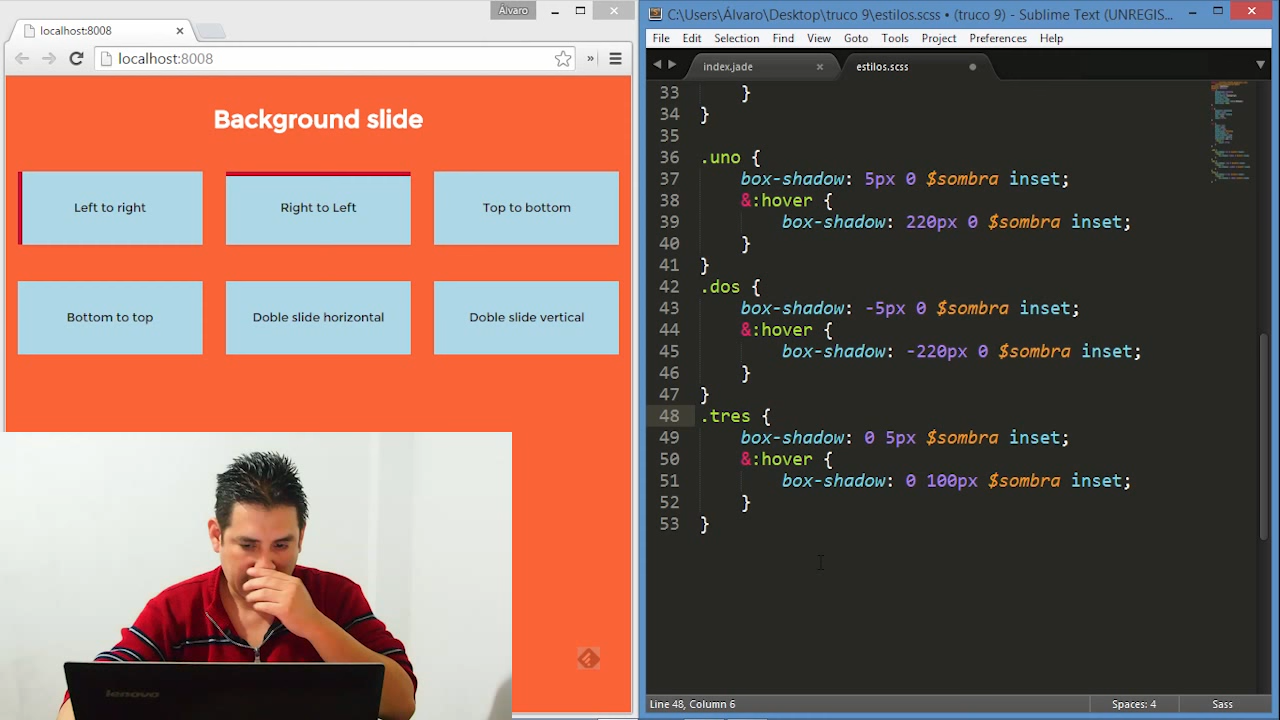 Álvaro
localhost:8008
localhost:8008
Background slide
Left to right
Right to Left
Top to bottom
Bottom to top
Doble slide horizontal
Doble slide vertical
lenovo
C:\Users\Álvaro\Desktop\truco 9\estilos.scss • (truco 9) - Sublime Text (UNREGIS...
File Edit Selection Find View Goto Tools Project Preferences Help
index.jade
estilos.scss
33 }
34 }
35
36 .uno {
37 box-shadow: 5px 0 $sombra inset;
38 &:hover {
39 box-shadow: 220px 0 $sombra inset;
40 }
41 }
42 .dos {
43 box-shadow: -5px 0 $sombra inset;
44 &:hover {
45 box-shadow: -220px 0 $sombra inset;
46 }
47 }
48 .tres {
49 box-shadow: 0 5px $sombra inset;
50 &:hover {
51 box-shadow: 0 100px $sombra inset;
52 }
53 }
Line 48, Column 6
Spaces: 4
Sass